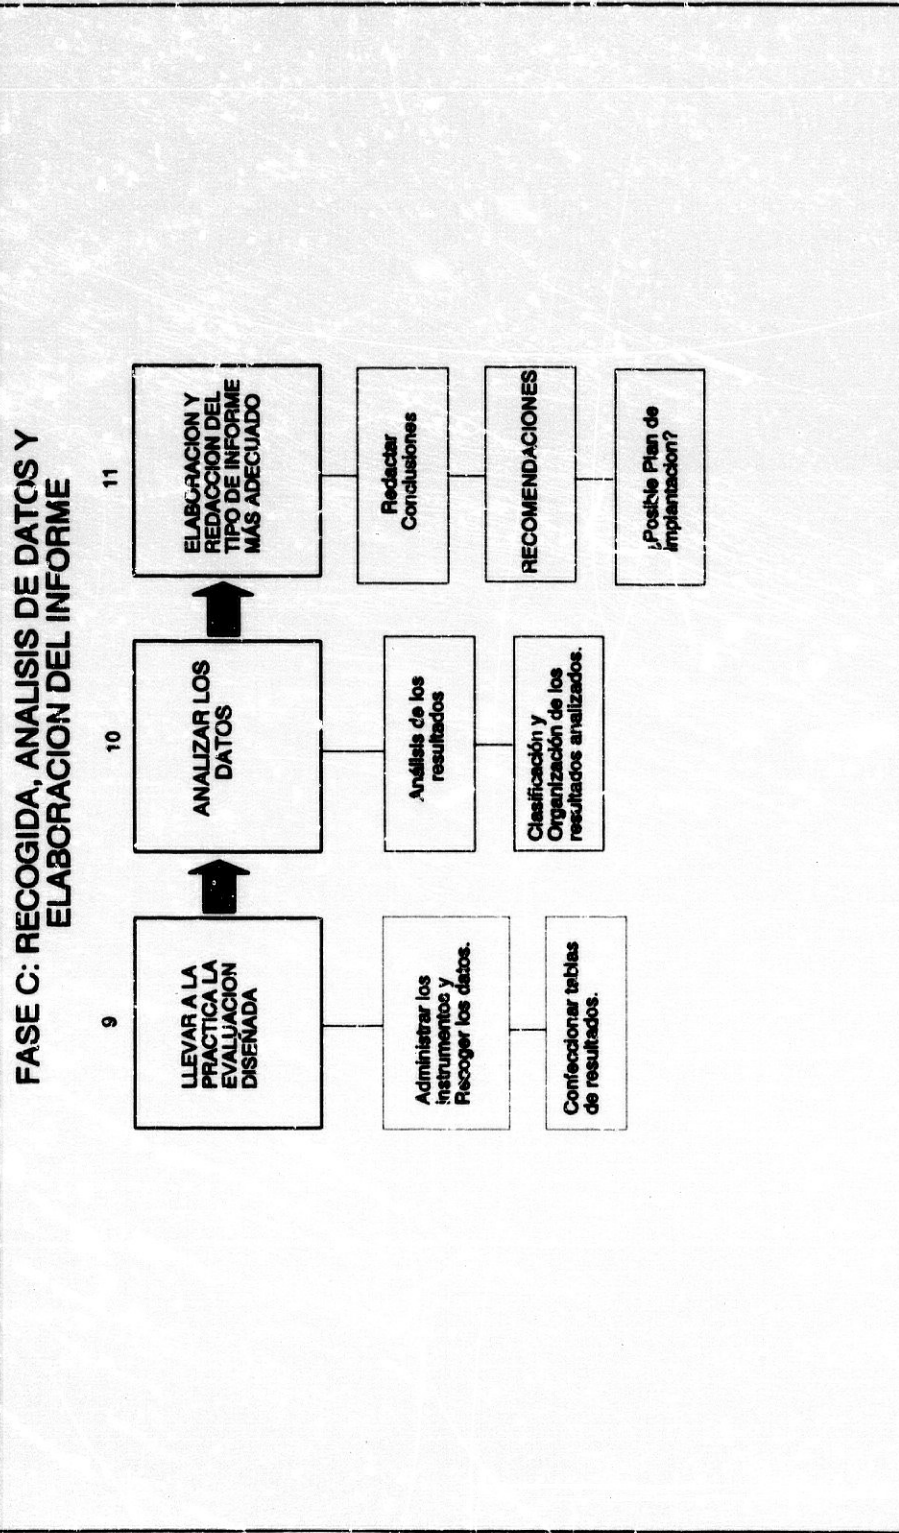 FASE C: RECOGIDA, ANALISIS DE DATOS Y
ELABORACION DEL INFORME
9
LLEVAR A LA
PRACTICA LA
EVALUACION
DISEÑADA
Administrar los
instrumentos y
Recoger los datos.
Confeccionar tablas
de resultados.
10
ANALIZAR LOS
DATOS
Análisis de los
resultados
Clasificación y
Organización de los
resultados analizados.
11
ELABORACION Y
REDACCION DEL
TIPO DE INFORME
MÁS ADECUADO
Redactar
Conclusiones
RECOMENDACIONES
¿Posible Plan de
implantacion?